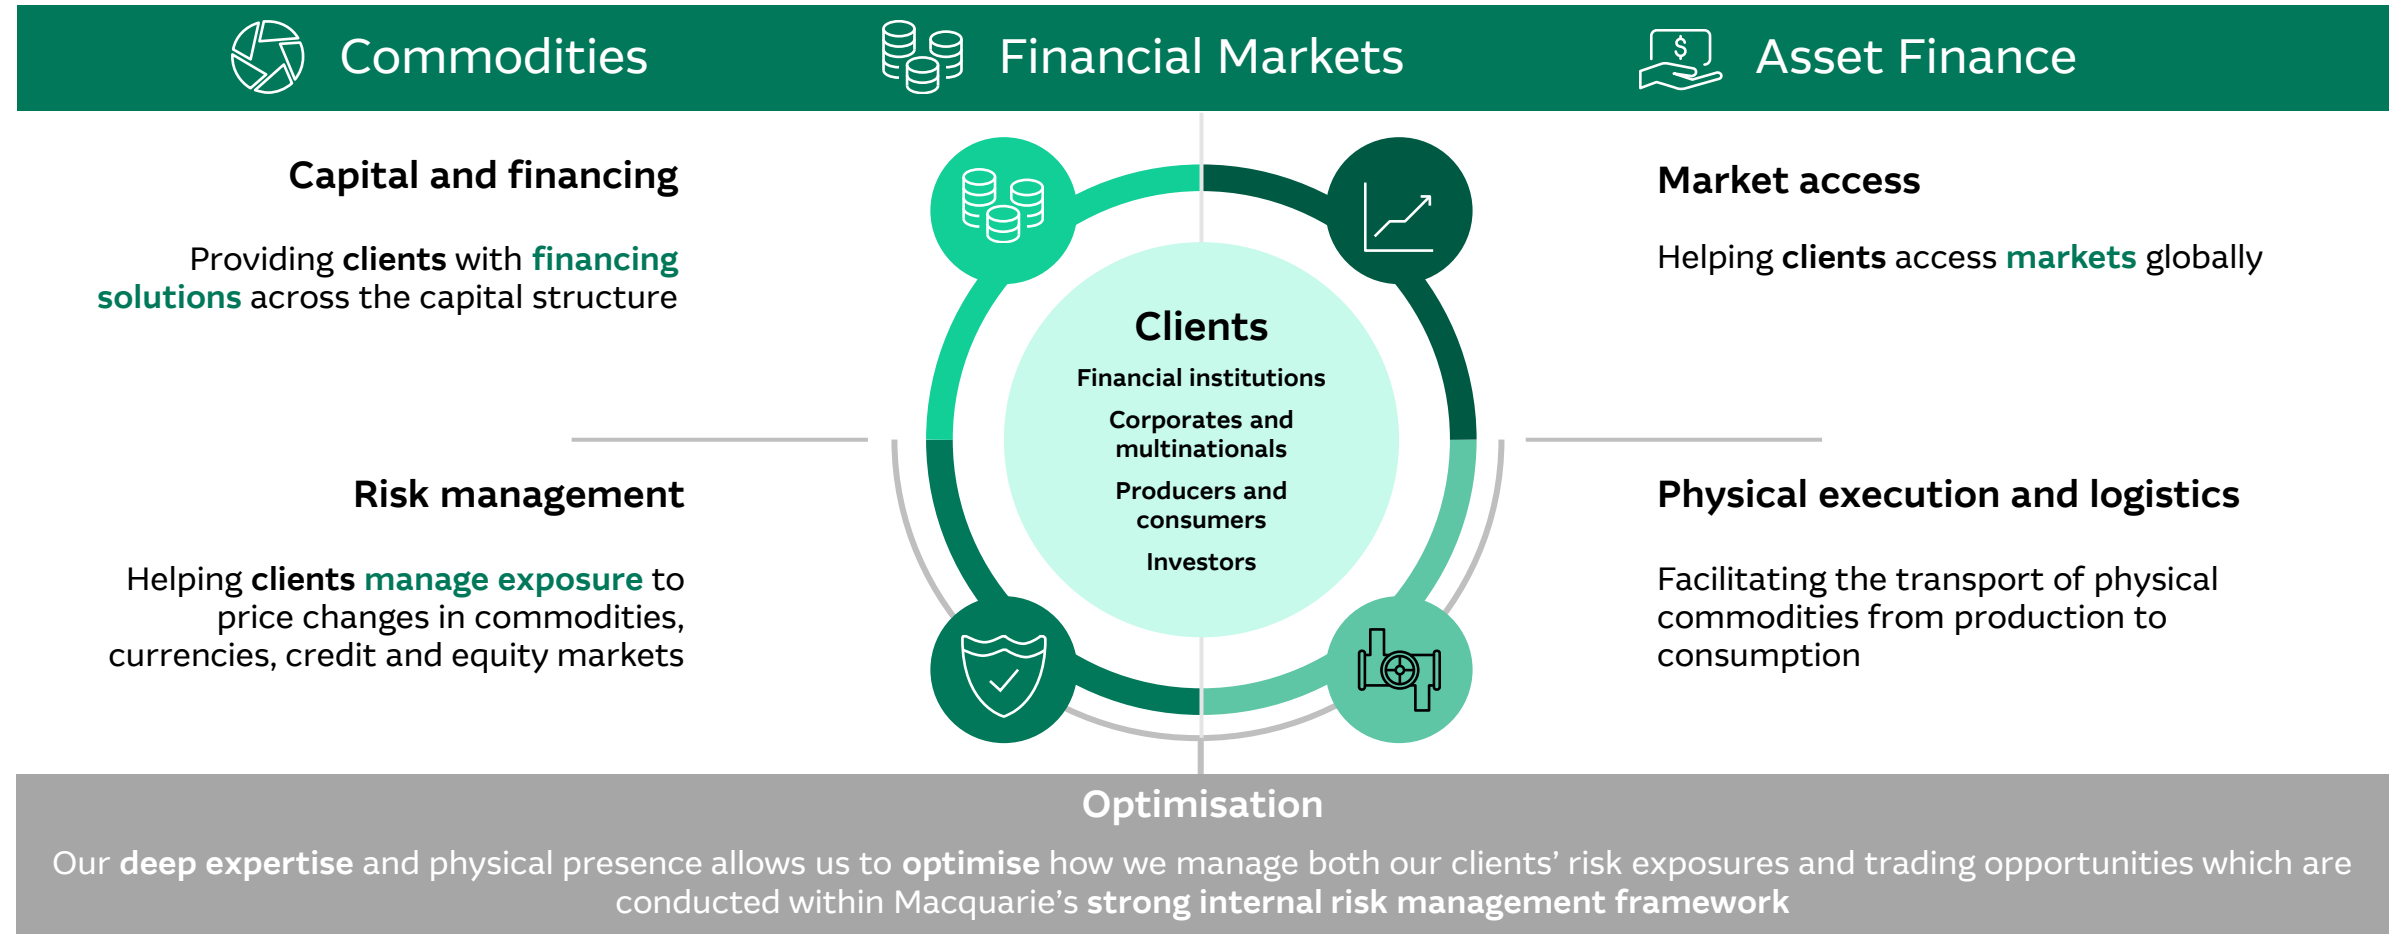 Commodities
Financial Markets
Asset Finance
Capital and financing
Providing clients with financing
solutions across the capital structure
Market access
Helping clients access markets globally
Clients
Financial institutions
Corporates and
multinationals
Producers and
consumers
Investors
Risk management
Helping clients manage exposure to
price changes in commodities,
currencies, credit and equity markets
Physical execution and logistics
Facilitating the transport of physical
commodities from production to
consumption
Optimisation
Our deep expertise and physical presence allows us to optimise how we manage both our clients’ risk exposures and trading opportunities which are
conducted within Macquarie’s strong internal risk management framework